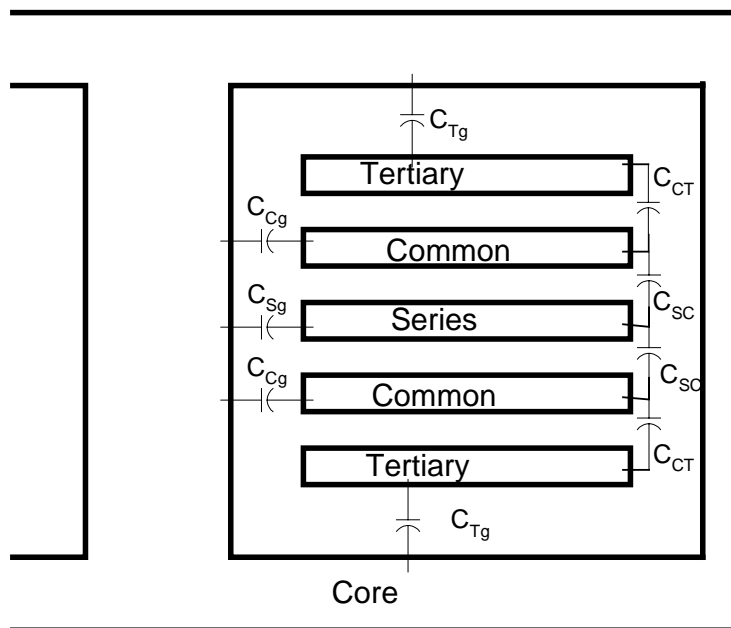 C_Tg
Tertiary
C_CT
C_Cg
Common
C_Sg
Series
C_SC
C_Cg
Common
C_SC
Tertiary
C_CT
C_Tg
Core